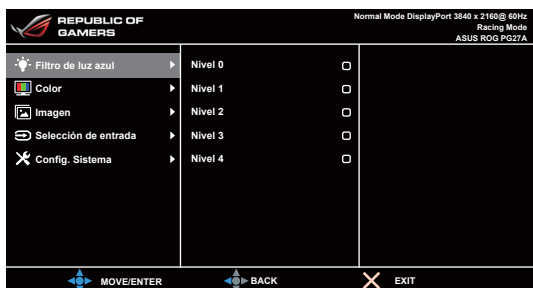 REPUBLIC OF
GAMERS
Normal Mode DisplayPort 3840 x 2160@ 60Hz
Racing Mode
ASUS ROG PG27A
Filtro de luz azul
Color
Imagen
Selección de entrada
Config. Sistema
Nivel 0
Nivel 1
Nivel 2
Nivel 3
Nivel 4
MOVE/ENTER
BACK
EXIT